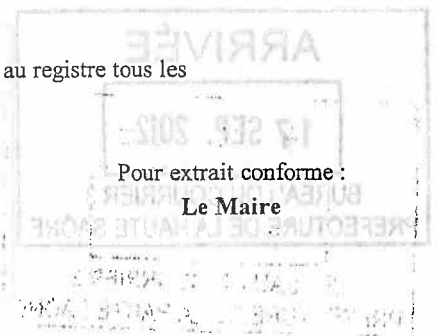 ARRIVÉE
au registre tous les
17 SEP. 2012
Pour extrait conforme :
BUREAU DU COURRIER
Le Maire
PREFECTURE DE LA HAUTE SAÔNE